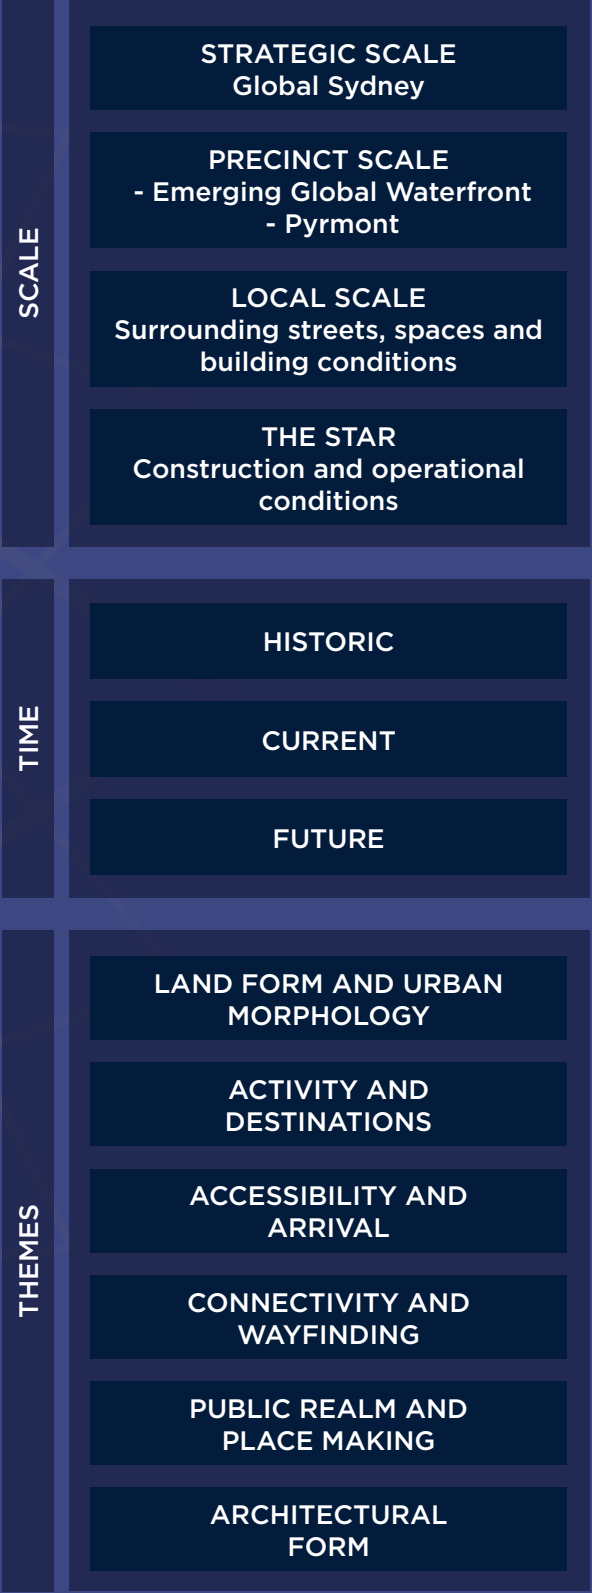 SCALE
STRATEGIC SCALE
Global Sydney
PRECINCT SCALE
- Emerging Global Waterfront
- Pyrmont
LOCAL SCALE
Surrounding streets, spaces and
building conditions
THE STAR
Construction and operational
conditions
TIME
HISTORIC
CURRENT
FUTURE
THEMES
LAND FORM AND URBAN
MORPHOLOGY
ACTIVITY AND
DESTINATIONS
ACCESSIBILITY AND
ARRIVAL
CONNECTIVITY AND
WAYFINDING
PUBLIC REALM AND
PLACE MAKING
ARCHITECTURAL
FORM